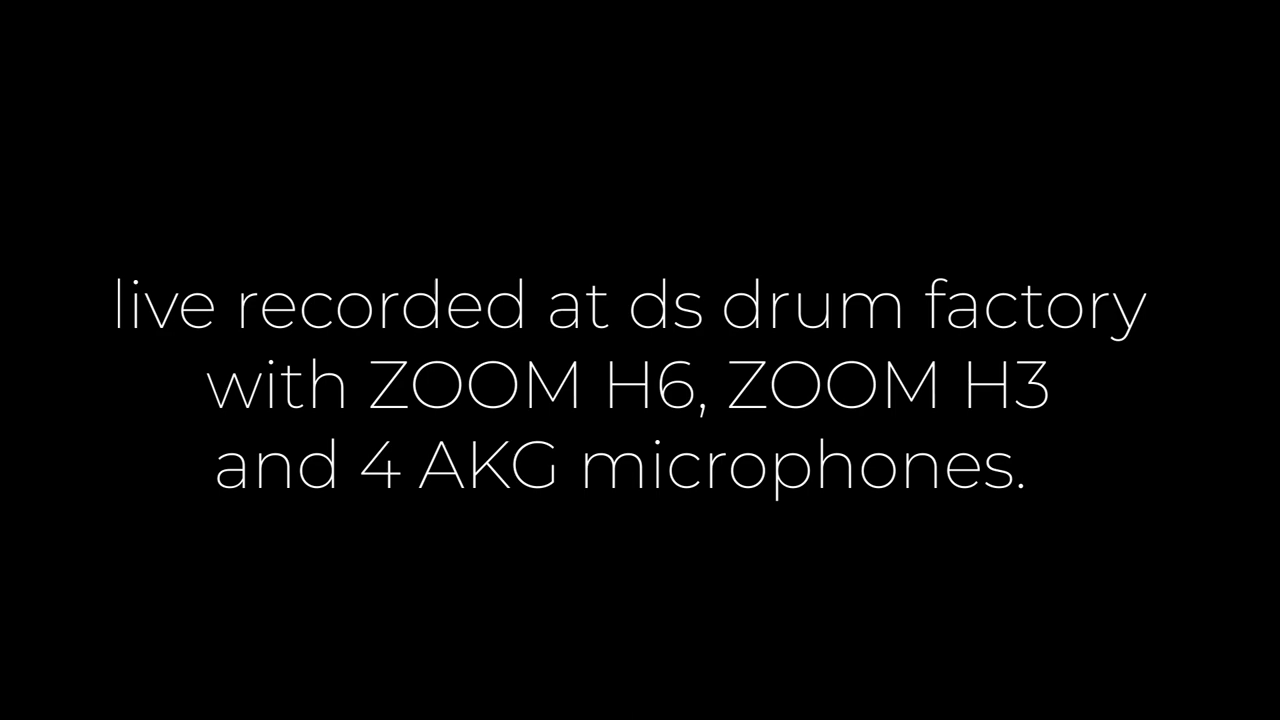 live recorded at ds drum factory
with ZOOM H6, ZOOM H3
and 4 AKG microphones.